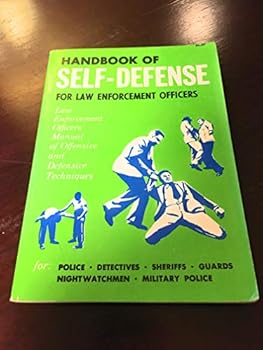 HANDBOOK OF
SELF-DEFENSE
FOR LAW ENFORCEMENT OFFICERS
Law
Enforcement
Officers
Manual
of Offensive
and
Defensive
Techniques
for: POLICE • DETECTIVES • SHERIFFS • GUARDS
NIGHTWATCHMEN • MILITARY POLICE